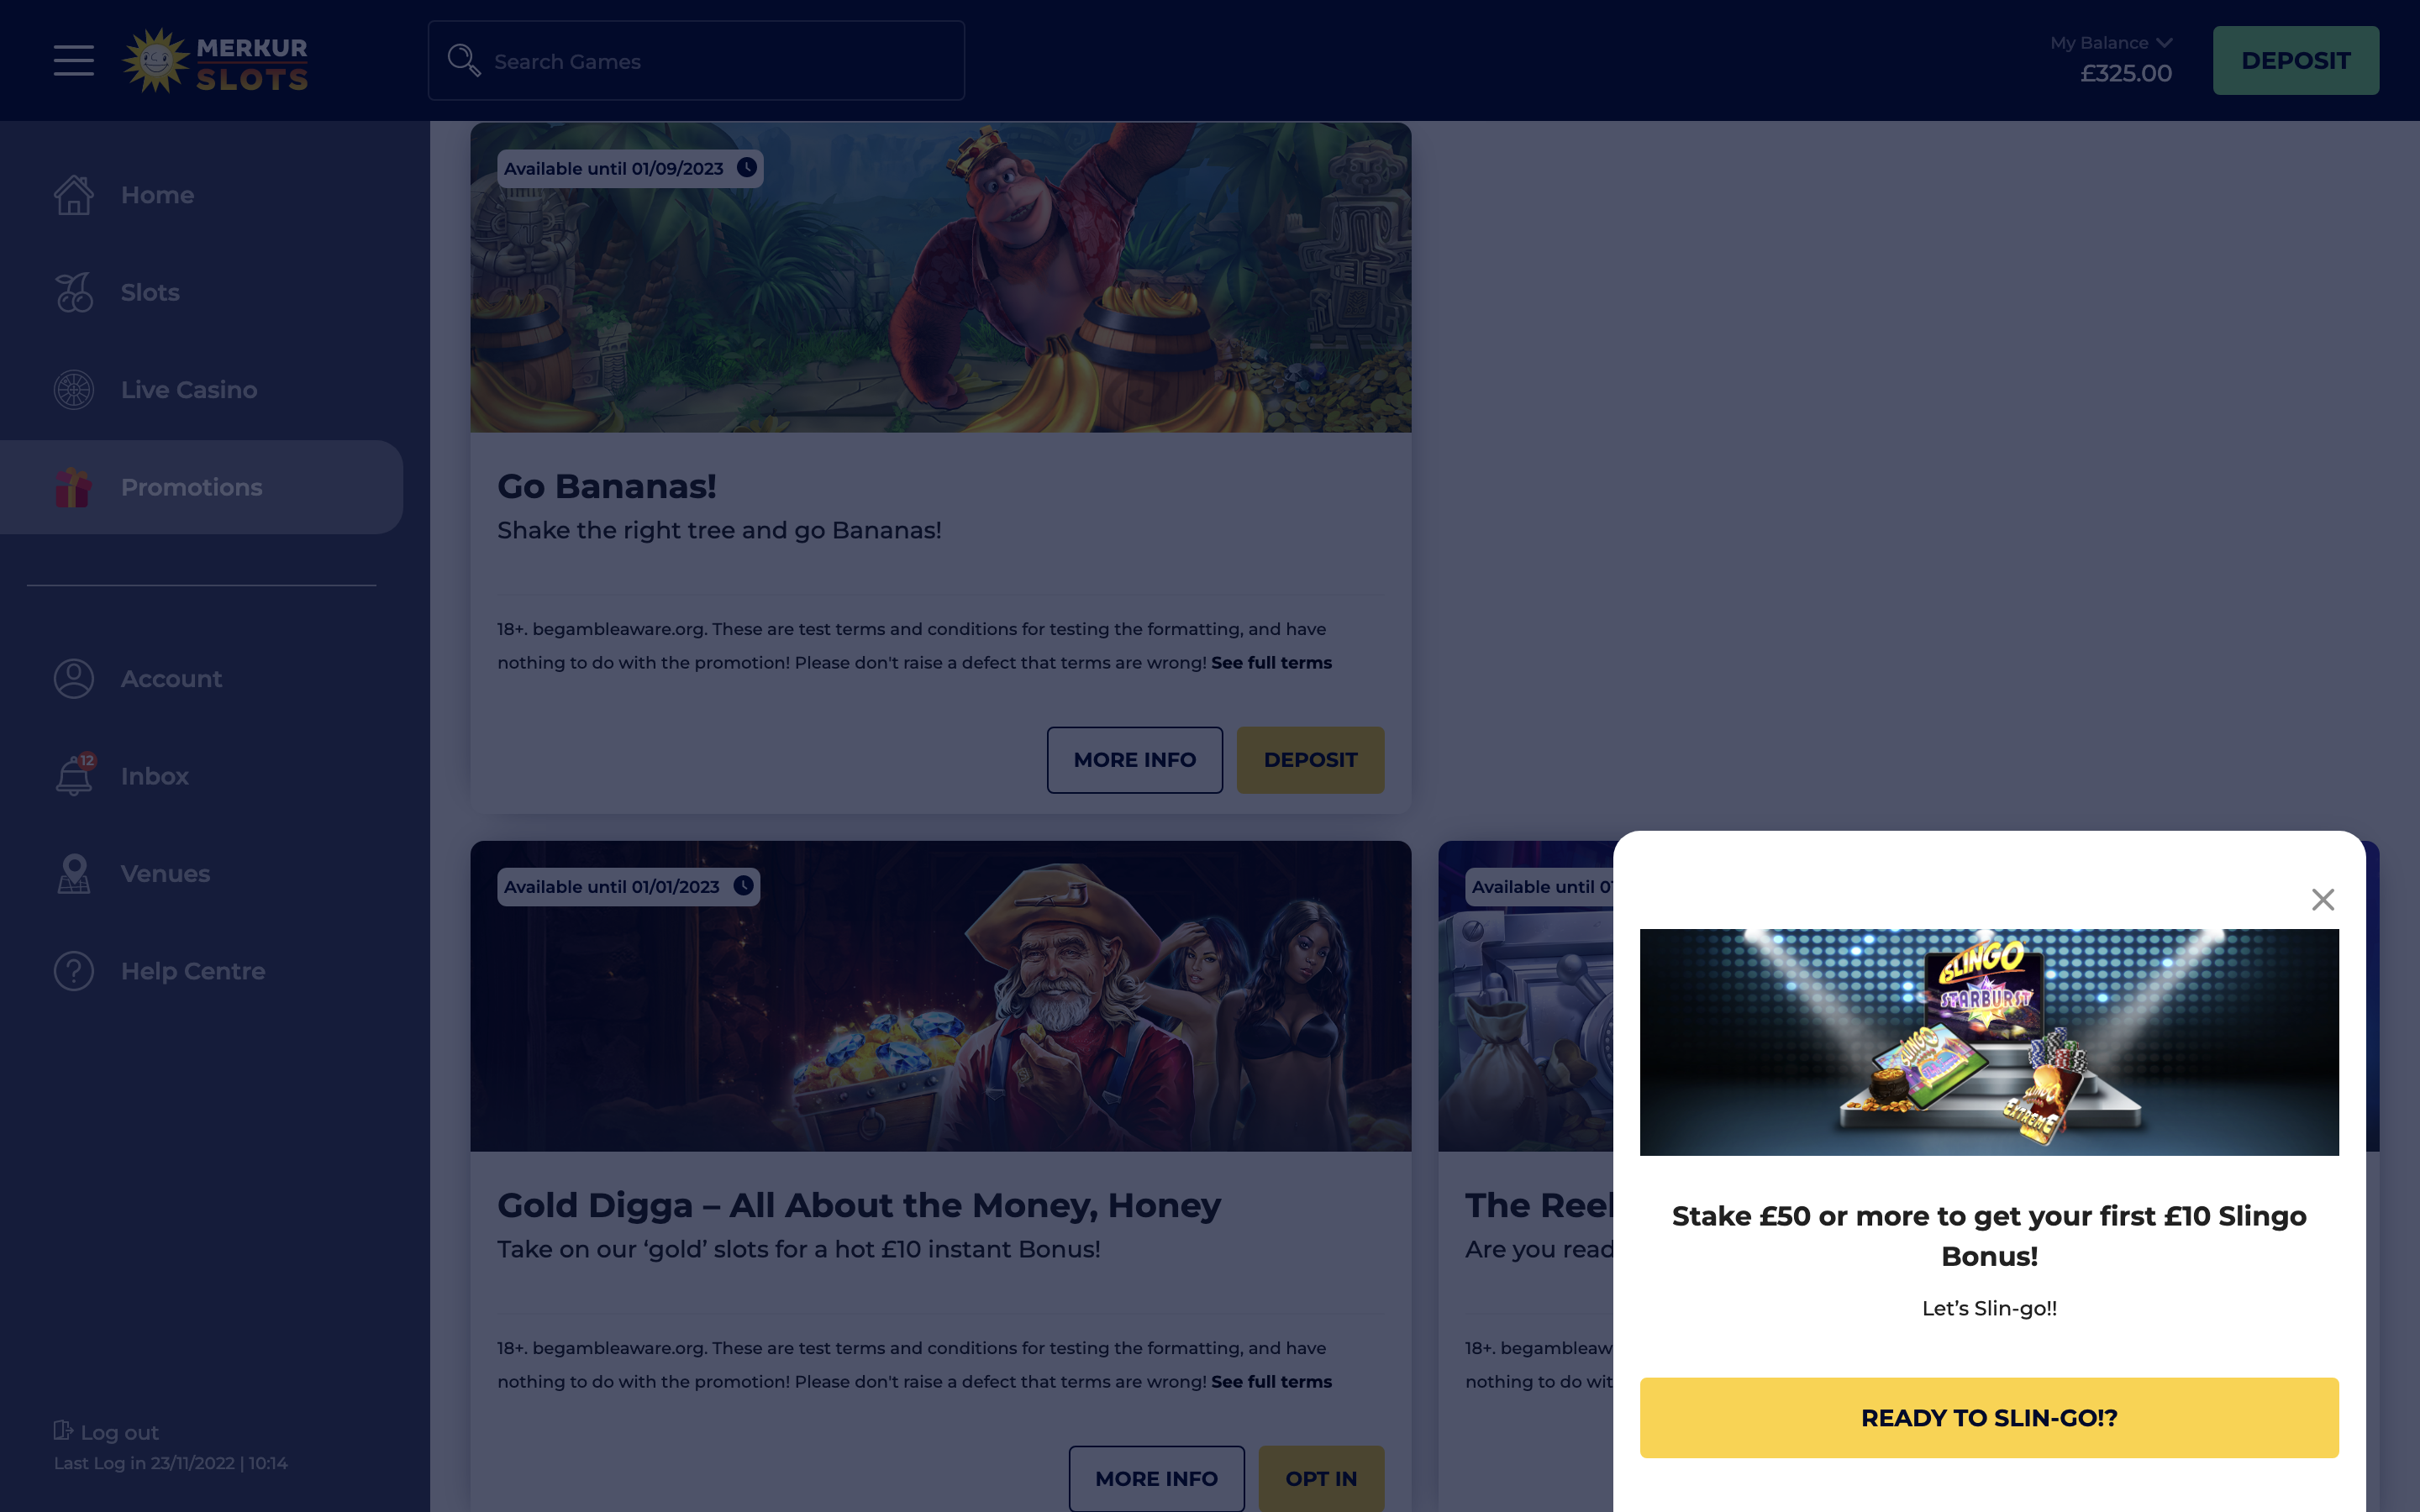 MERKUR
SLOTS
Search Games
My Balance
£325.00
DEPOSIT
Home
Slots
Live Casino
Promotions
Account
12
Inbox
Venues
Help Centre
Log out
Last Log in 23/11/2022 | 10:14
Available until 01/09/2023
Go Bananas!
Shake the right tree and go Bananas!
18+. begambleaware.org. These are test terms and conditions for testing the formatting, and have
nothing to do with the promotion! Please don't raise a defect that terms are wrong! See full terms
MORE INFO
DEPOSIT
Available until 01/01/2023
Gold Digga – All About the Money, Honey
Take on our ‘gold’ slots for a hot £10 instant Bonus!
18+. begambleaware.org. These are test terms and conditions for testing the formatting, and have
nothing to do with the promotion! Please don't raise a defect that terms are wrong! See full terms
MORE INFO
OPT IN
Available until
The Reel
Are you read
18+. begambleaw
nothing to do wit
SLINGO
STARBURST
SLINGO
SLINGO
EXTREME
Stake £50 or more to get your first £10 Slingo
Bonus!
Let’s Slin-go!!
READY TO SLIN-GO!?